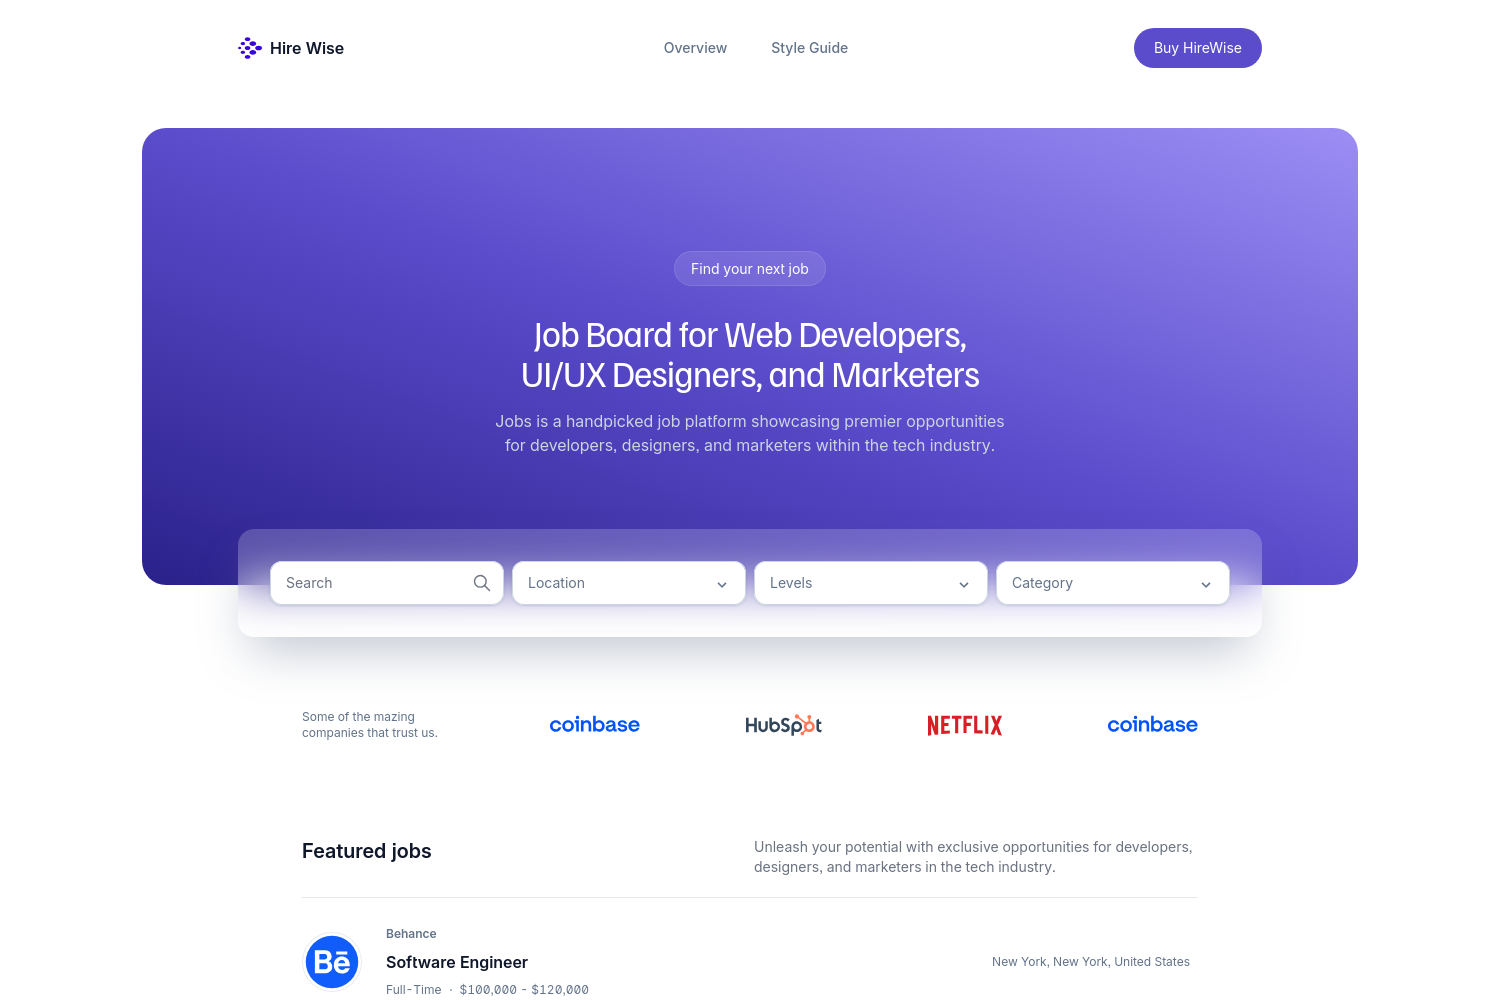 Hire Wise
Overview
Style Guide
Buy HireWise
Find your next job
Job Board for Web Developers,
UI/UX Designers, and Marketers
Jobs is a handpicked job platform showcasing premier opportunities
for developers, designers, and marketers within the tech industry.
Search
Location
Levels
Category
Some of the mazing
companies that trust us.
coinbase
HubSpot
NETFLIX
coinbase
Featured jobs
Unleash your potential with exclusive opportunities for developers,
designers, and marketers in the tech industry.
Bē
Behance
Software Engineer
New York, New York, United States
Full-Time · $100,000 - $120,000